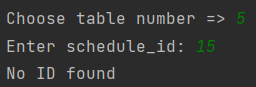 Choose table number => 5
Enter schedule_id: 15
No ID found